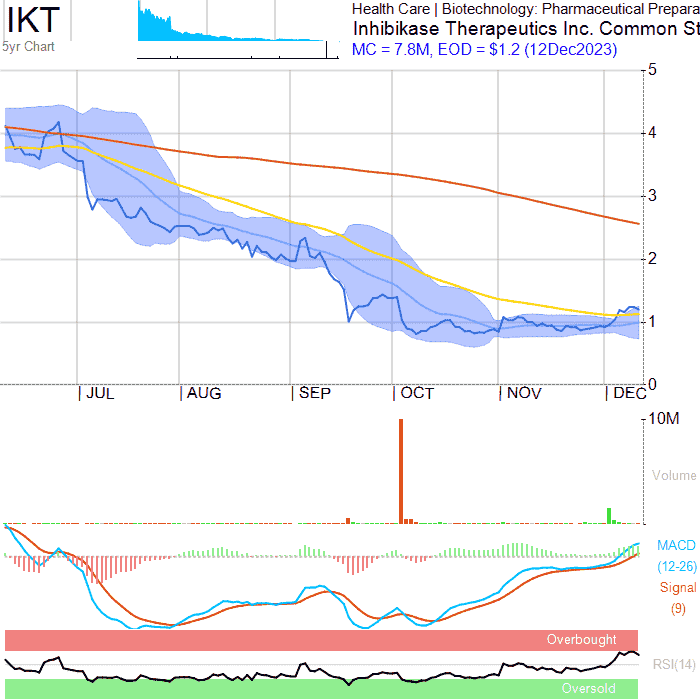 IKT
5yr Chart
Health Care | Biotechnology: Pharmaceutical Prepara
Inhibikase Therapeutics Inc. Common St
MC = 7.8M, EOD = $1.2 (12Dec2023)
5
4
3
2
1
0
| JUL | AUG | SEP | OCT | NOV | DEC
10M
Volume
MACD
(12-26)
Signal
(9)
Overbought
RSI(14)
Oversold